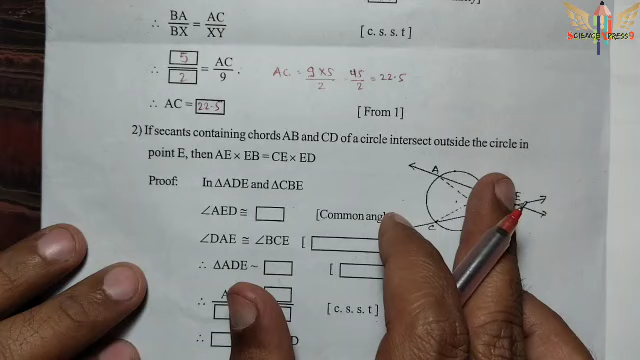 ∴ BA/BX = AC/XY [ c. s. s. t ]
∴ 5/2 = AC/9 . AC = 9×5/2 . 45/2 = 22.5
∴ AC = 22.5 [From 1]
2) If secants containing chords AB and CD of a circle intersect outside the circle in
point E, then AE × EB = CE × ED
Proof: In ΔADE and ΔCBE
∠AED ≅ [Common
∠DAE ≅ ∠BCE [
∴ ΔADE ~ [
∴ [ c. s. s. t ]
∴
A
E
C
SCIENCE XPRESS9